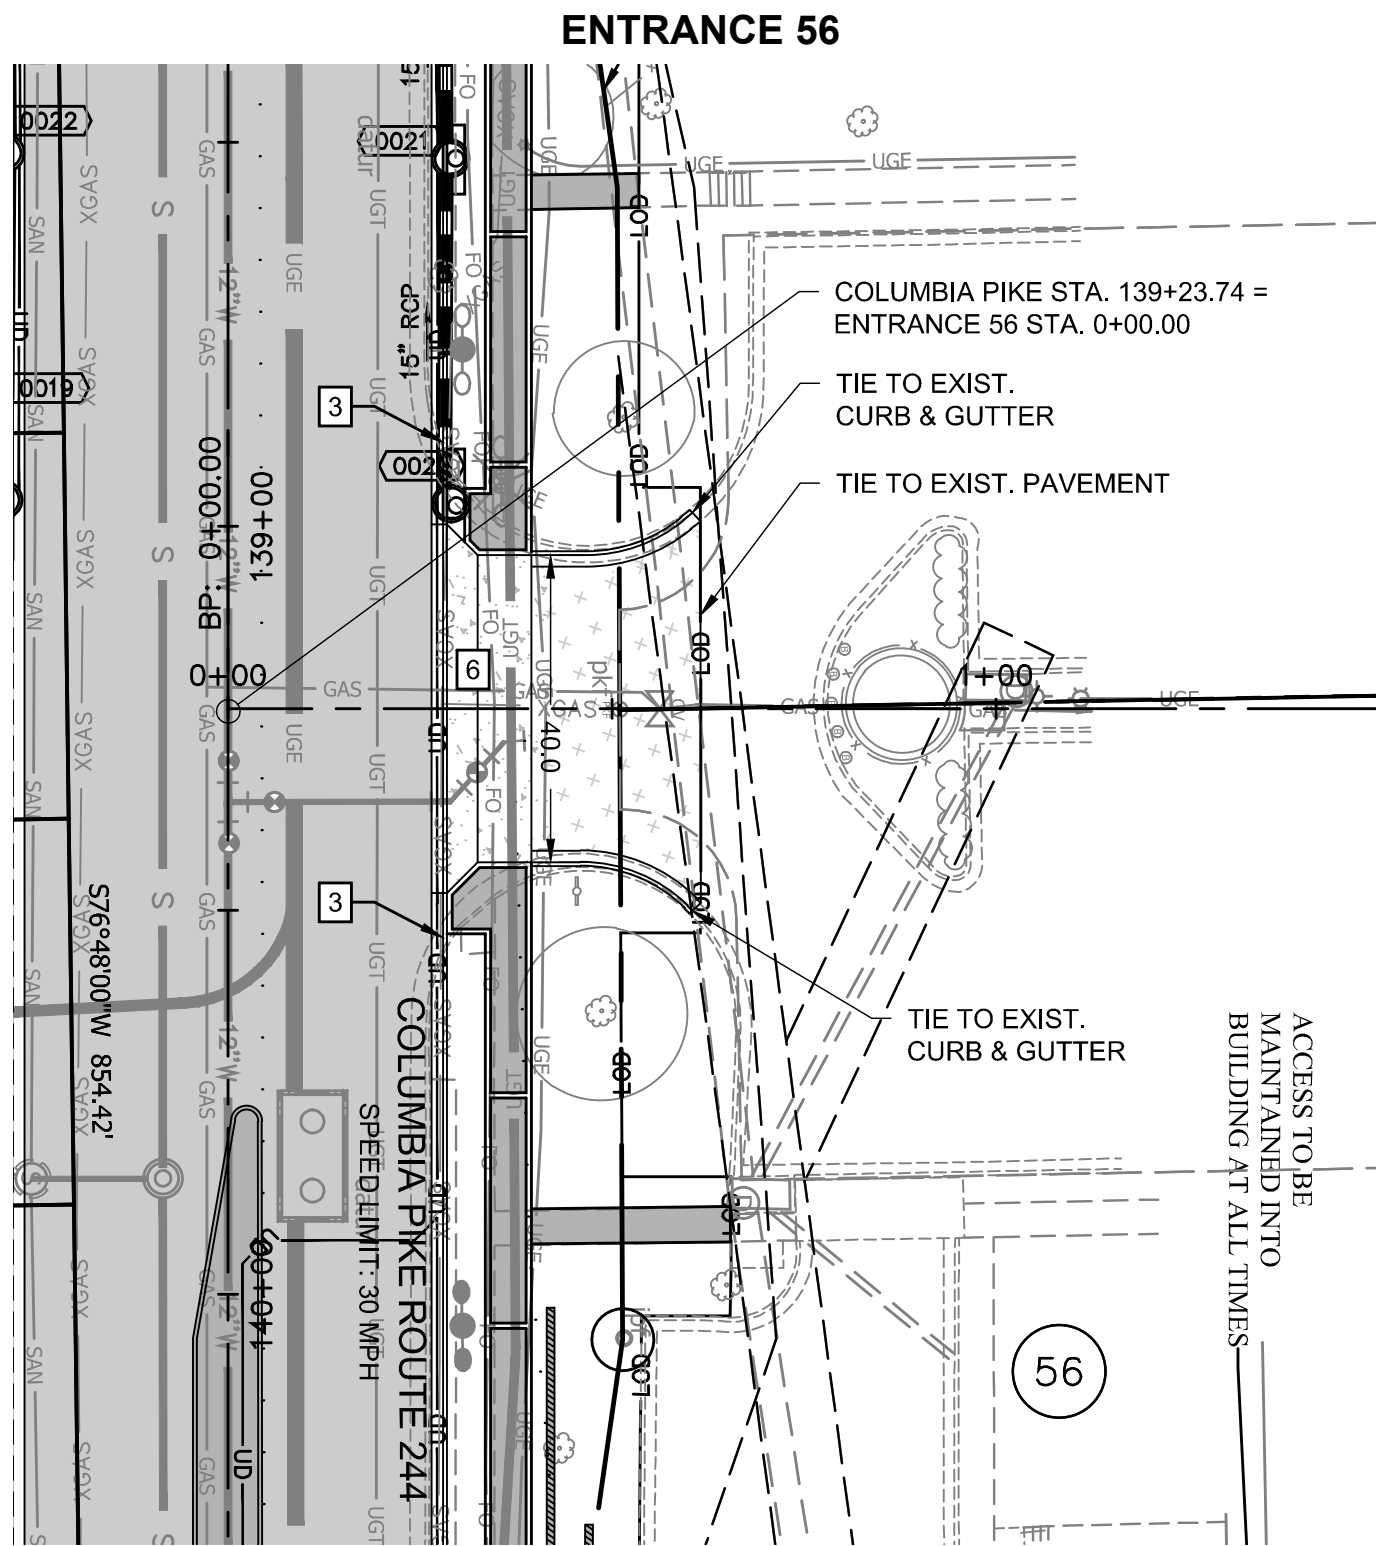 ENTRANCE 56
0022
0021
XGAS
GAS
SAN
UGT
UGE
FO
S
12"W
LOD
COLUMBIA PIKE STA. 139+23.74 =
ENTRANCE 56 STA. 0+00.00
15" RCP
UD
0019
3
TIE TO EXIST.
CURB & GUTTER
TIE TO EXIST. PAVEMENT
BP: 0+00.00
139+00
0+00
6
40.0
1+00
GAS
UGE
3
S76°48'00"W 854.42'
COLUMBIA PIKE ROUTE 244
SPEED LIMIT: 30 MPH
TIE TO EXIST.
CURB & GUTTER
ACCESS TO BE
MAINTAINED INTO
BUILDING AT ALL TIMES
140+00
UD
56